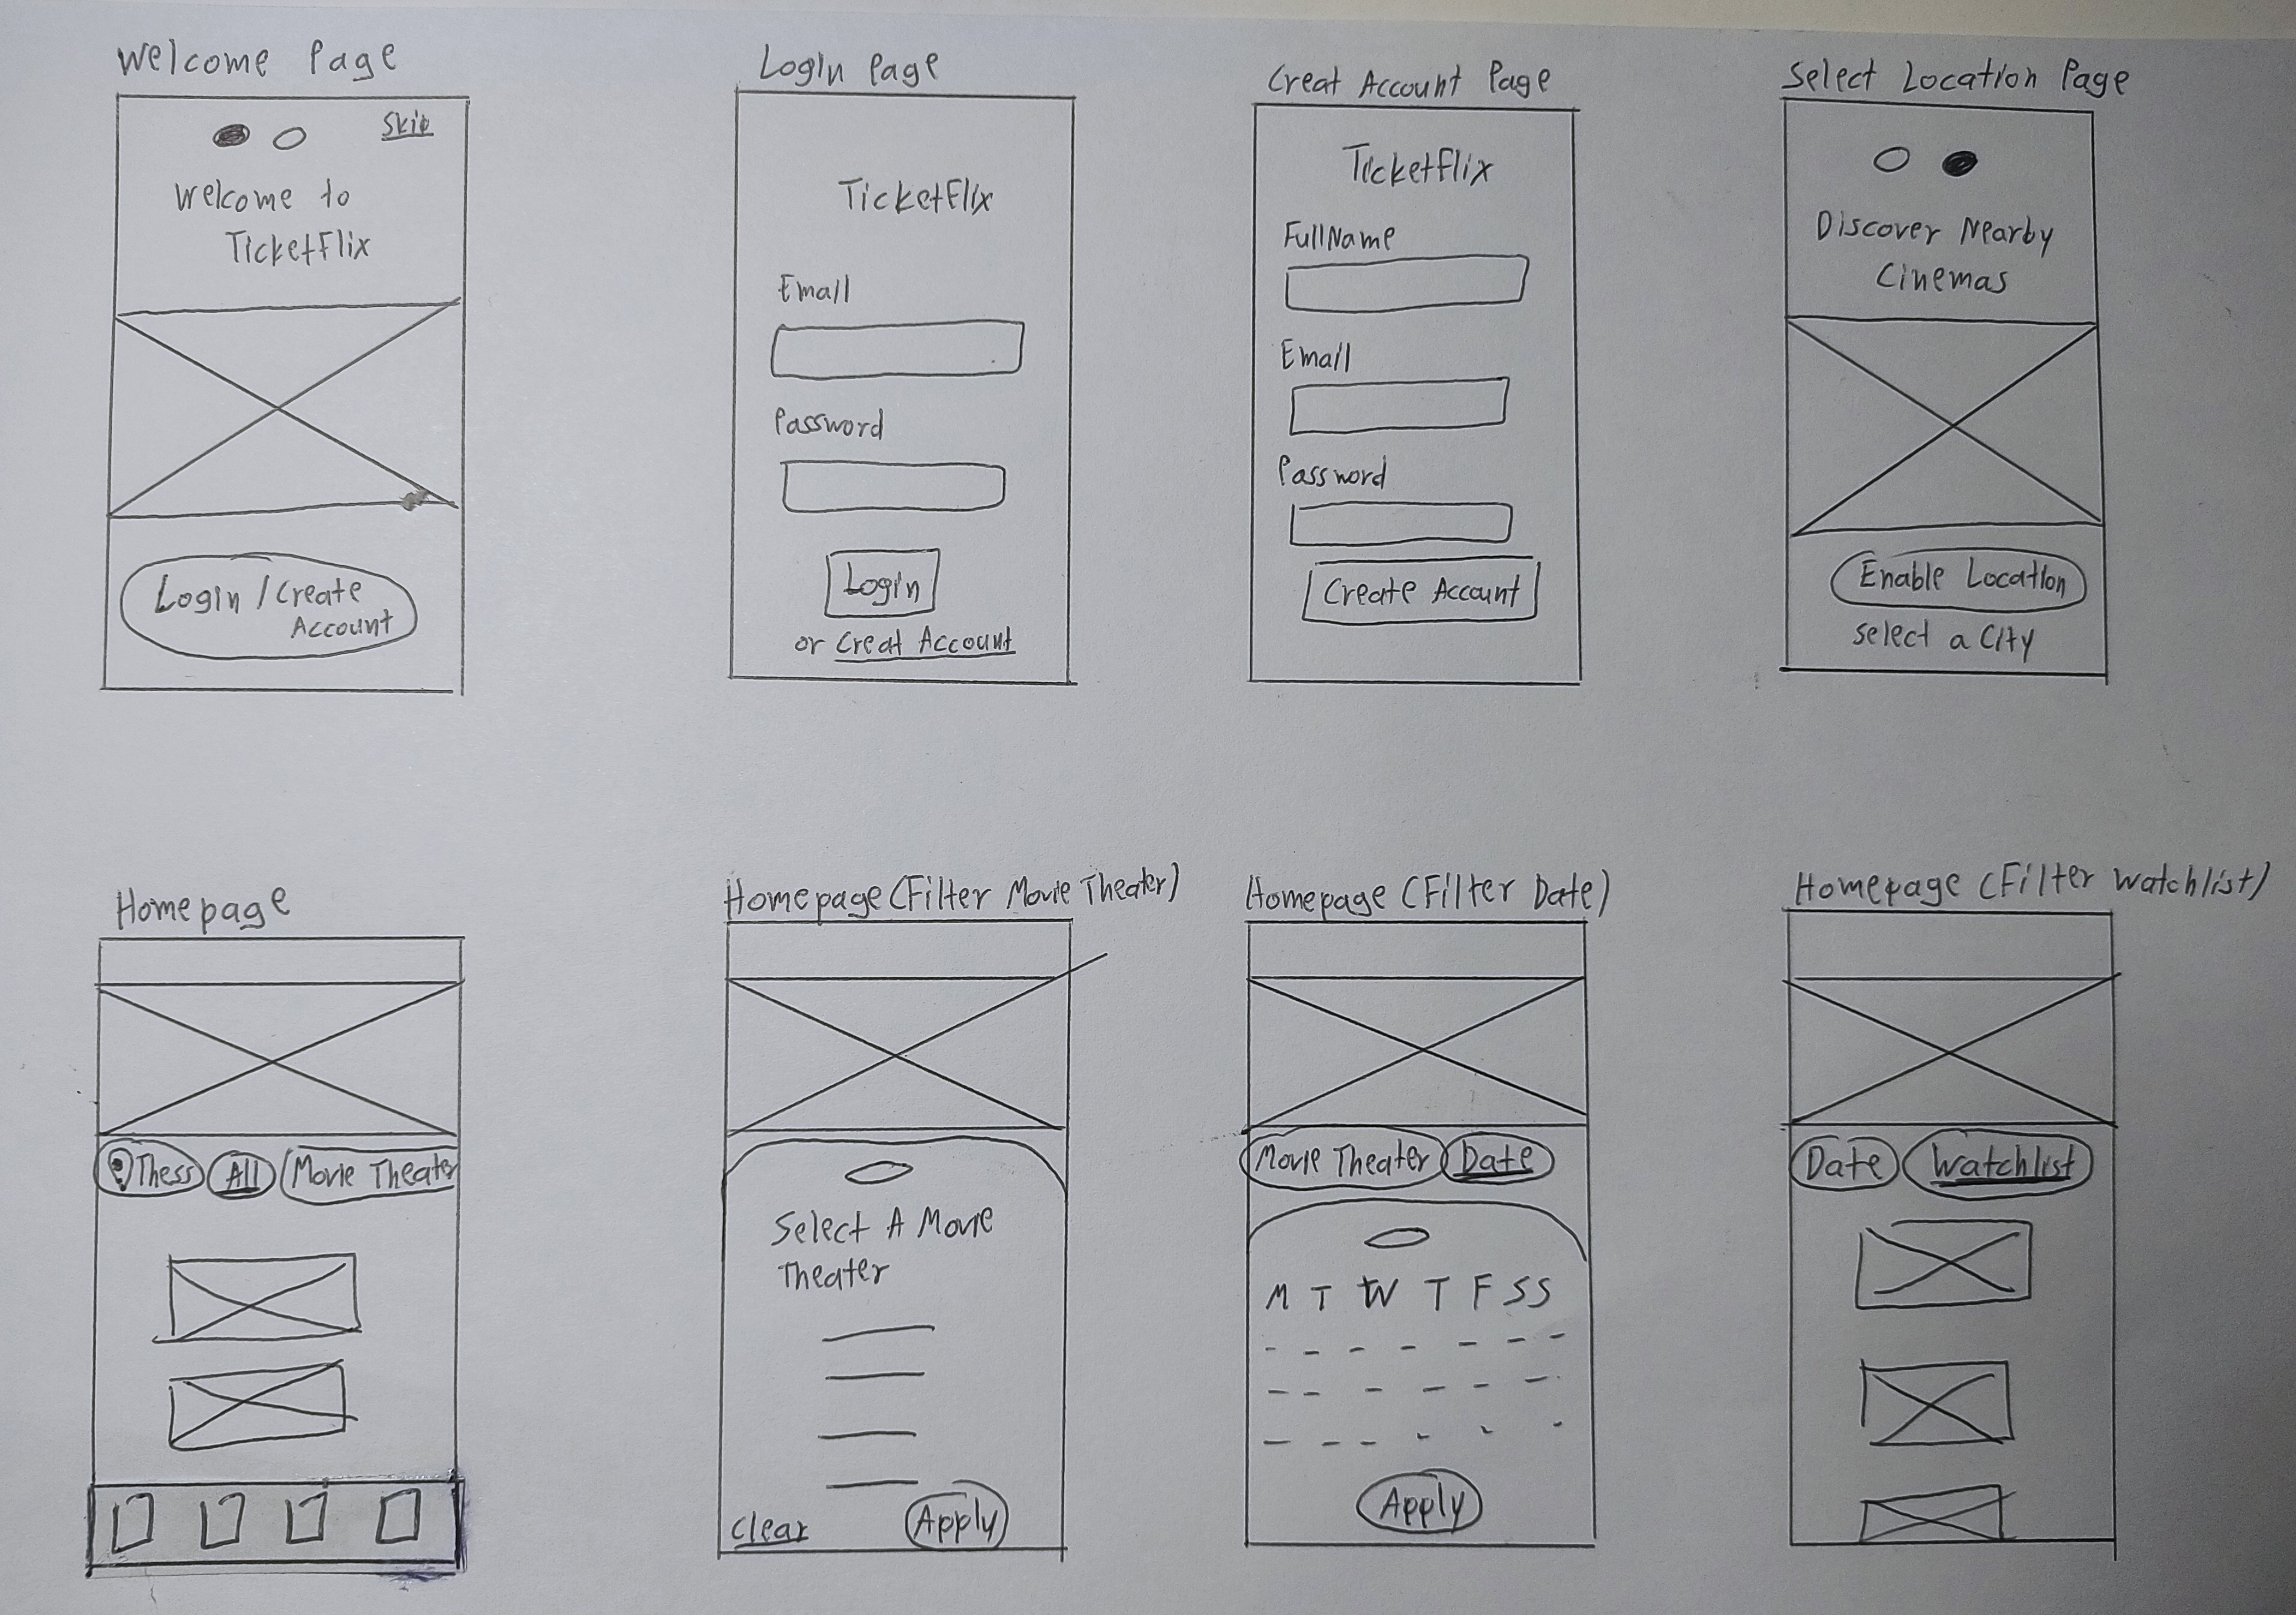 Welcome Page
Skip
Welcome to
TicketFlix
Login / Create
Account
Login Page
TicketFlix
Email
Password
Login
or Creat Account
Creat Account Page
TicketFlix
FullName
Email
Password
Create Account
Select Location Page
Discover Nearby
Cinemas
Enable Location
select a City
Homepage
Thess All Movie Theater
Homepage (Filter Movie Theater)
Select A Movie
Theater
clear Apply
Homepage (Filter Date)
Movie Theater Date
M T W T F S S
Apply
Homepage (Filter Watchlist)
Date Watchlist